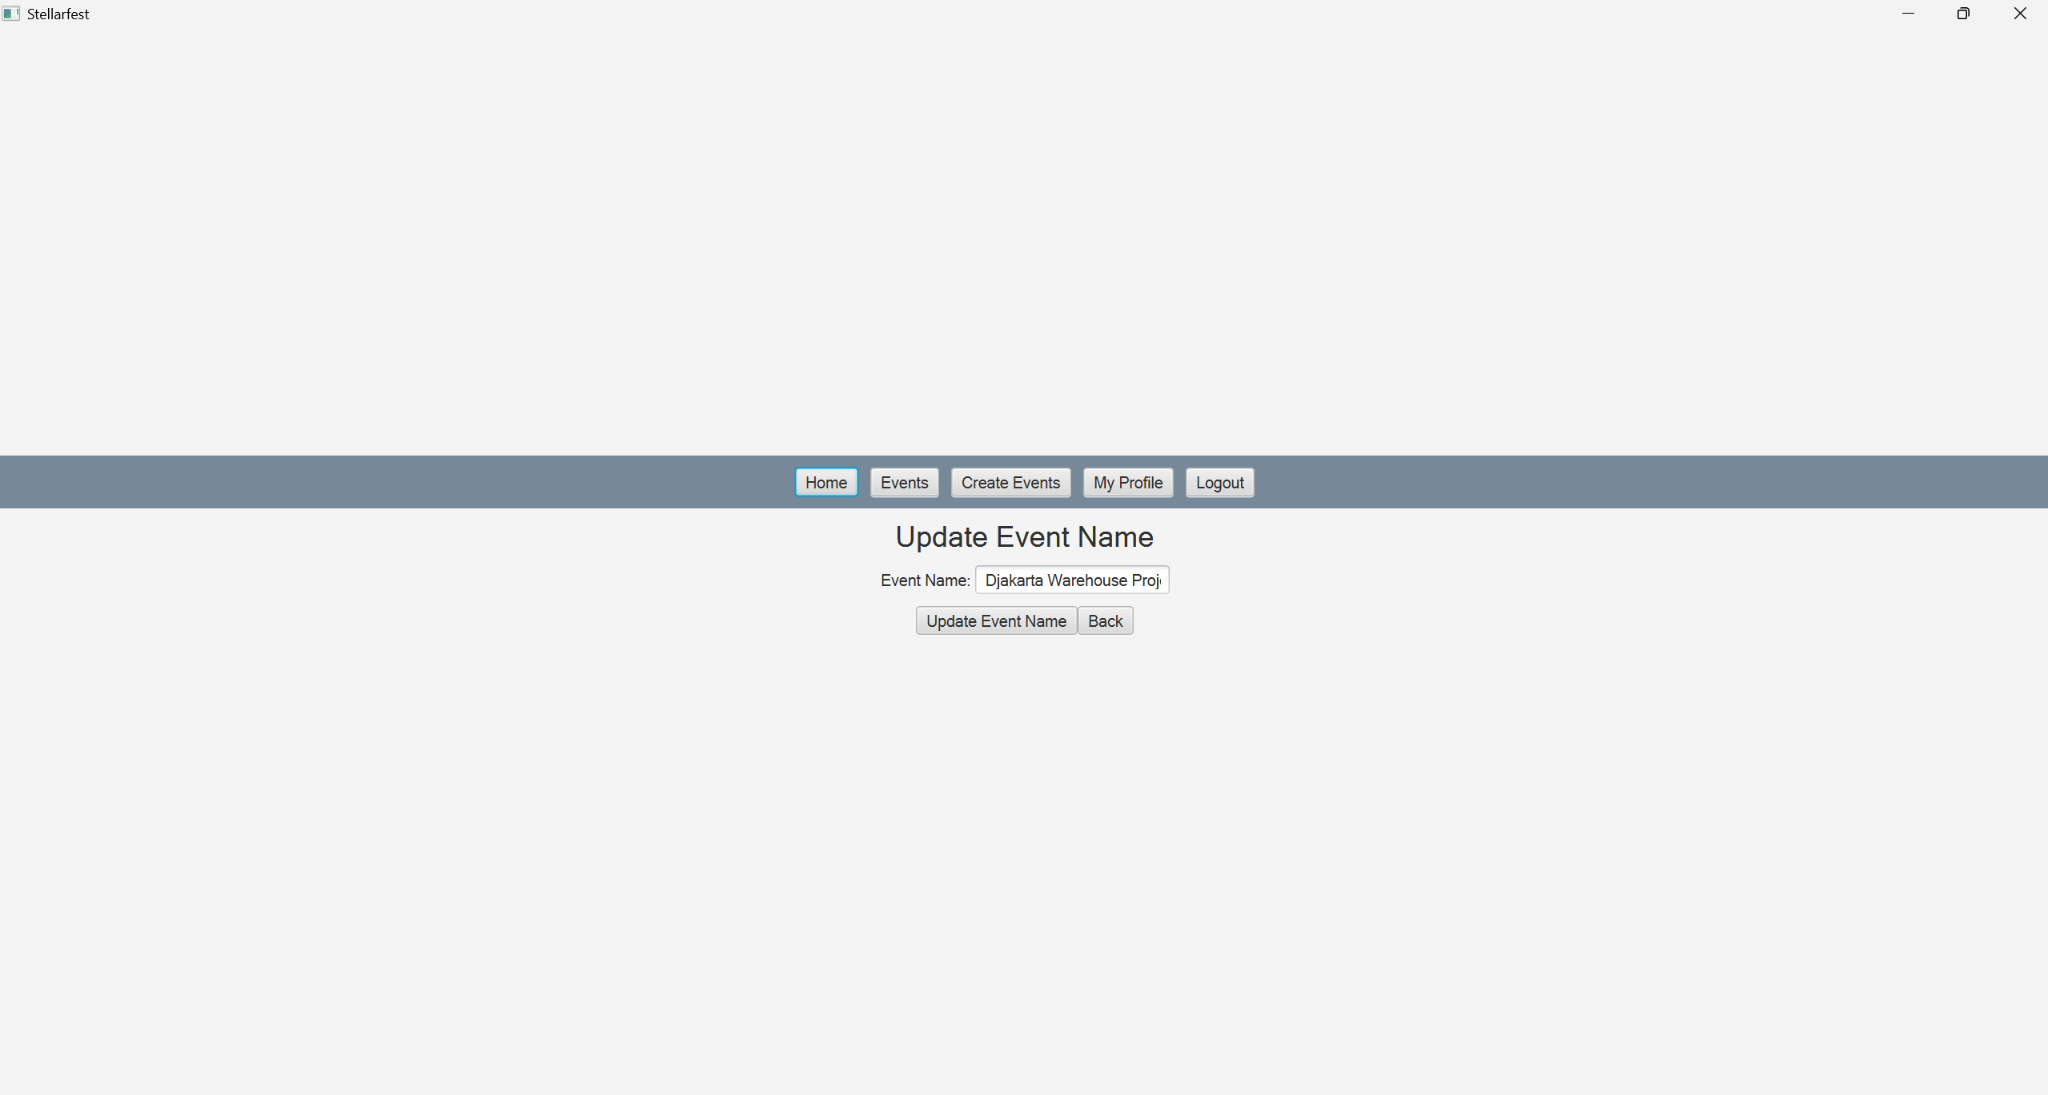 Stellarfest
Home Events Create Events My Profile Logout
Update Event Name
Event Name: Djakarta Warehouse Proj
Update Event Name Back